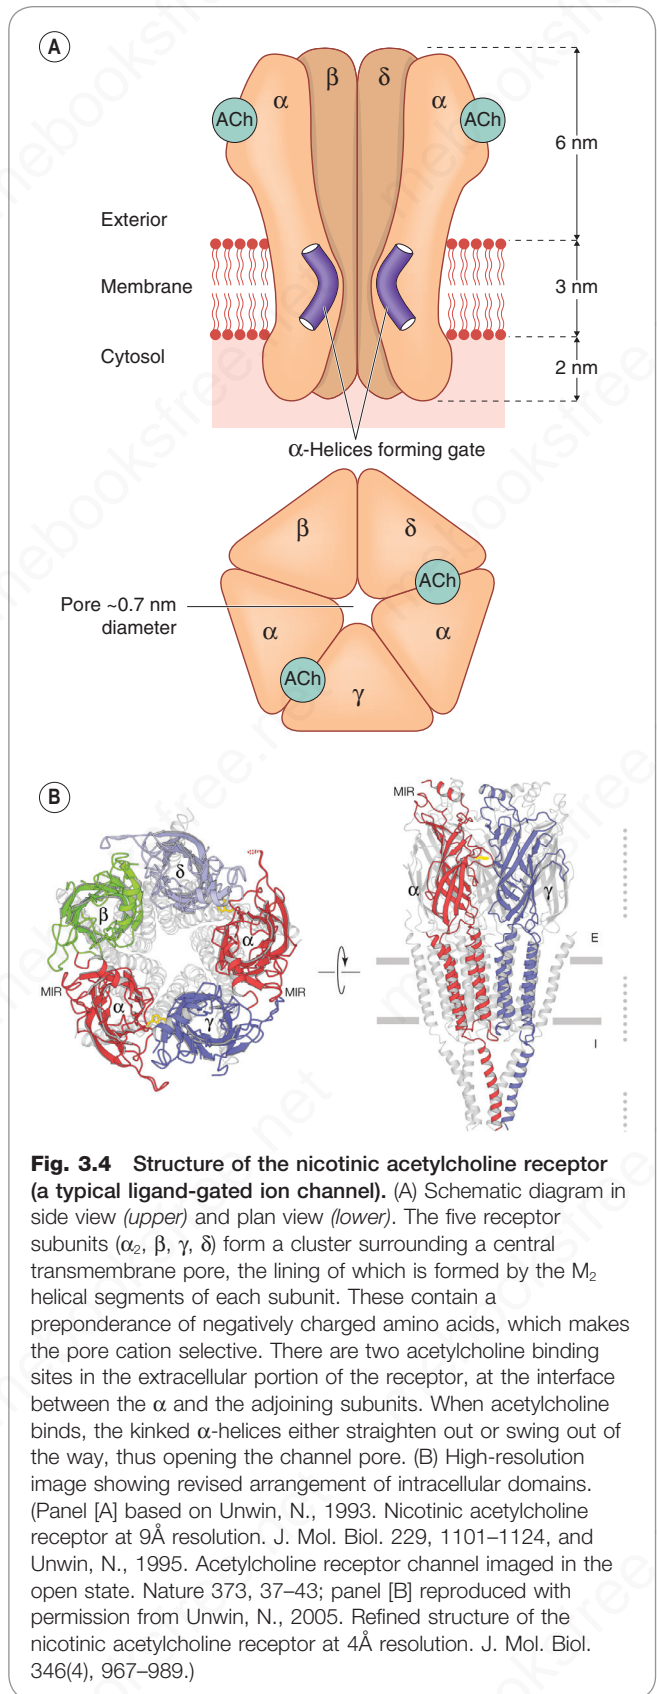 A
β δ
α α
ACh ACh
6 nm
Exterior
Membrane
3 nm
Cytosol
2 nm
α-Helices forming gate
β δ
ACh
Pore ~0.7 nm
diameter
α α
ACh
γ
B
MIR
δ
β
α
α
γ
MIR
MIR
α
γ
E
I
Fig. 3.4 Structure of the nicotinic acetylcholine receptor
(a typical ligand-gated ion channel). (A) Schematic diagram in
side view (upper) and plan view (lower). The five receptor
subunits (α₂, β, γ, δ) form a cluster surrounding a central
transmembrane pore, the lining of which is formed by the M₂
helical segments of each subunit. These contain a
preponderance of negatively charged amino acids, which makes
the pore cation selective. There are two acetylcholine binding
sites in the extracellular portion of the receptor, at the interface
between the α and the adjoining subunits. When acetylcholine
binds, the kinked α-helices either straighten out or swing out of
the way, thus opening the channel pore. (B) High-resolution
image showing revised arrangement of intracellular domains.
(Panel [A] based on Unwin, N., 1993. Nicotinic acetylcholine
receptor at 9Å resolution. J. Mol. Biol. 229, 1101–1124, and
Unwin, N., 1995. Acetylcholine receptor channel imaged in the
open state. Nature 373, 37–43; panel [B] reproduced with
permission from Unwin, N., 2005. Refined structure of the
nicotinic acetylcholine receptor at 4Å resolution. J. Mol. Biol.
346(4), 967–989.)